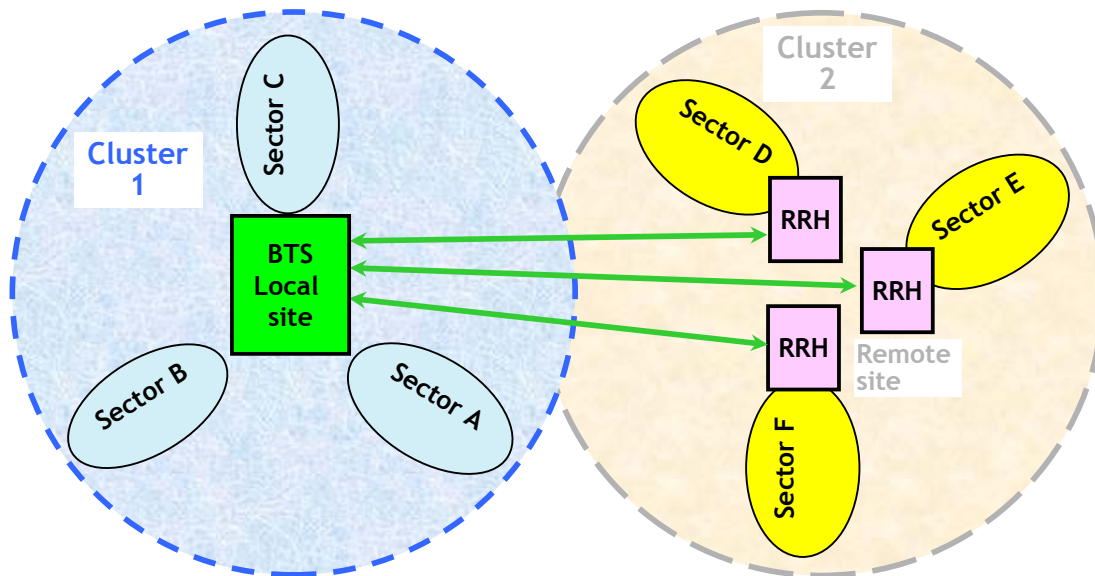 Cluster
1
Sector C
BTS
Local
site
Sector B
Sector A
Cluster
2
Sector D
RRH
Sector E
RRH
RRH
Remote
site
Sector F